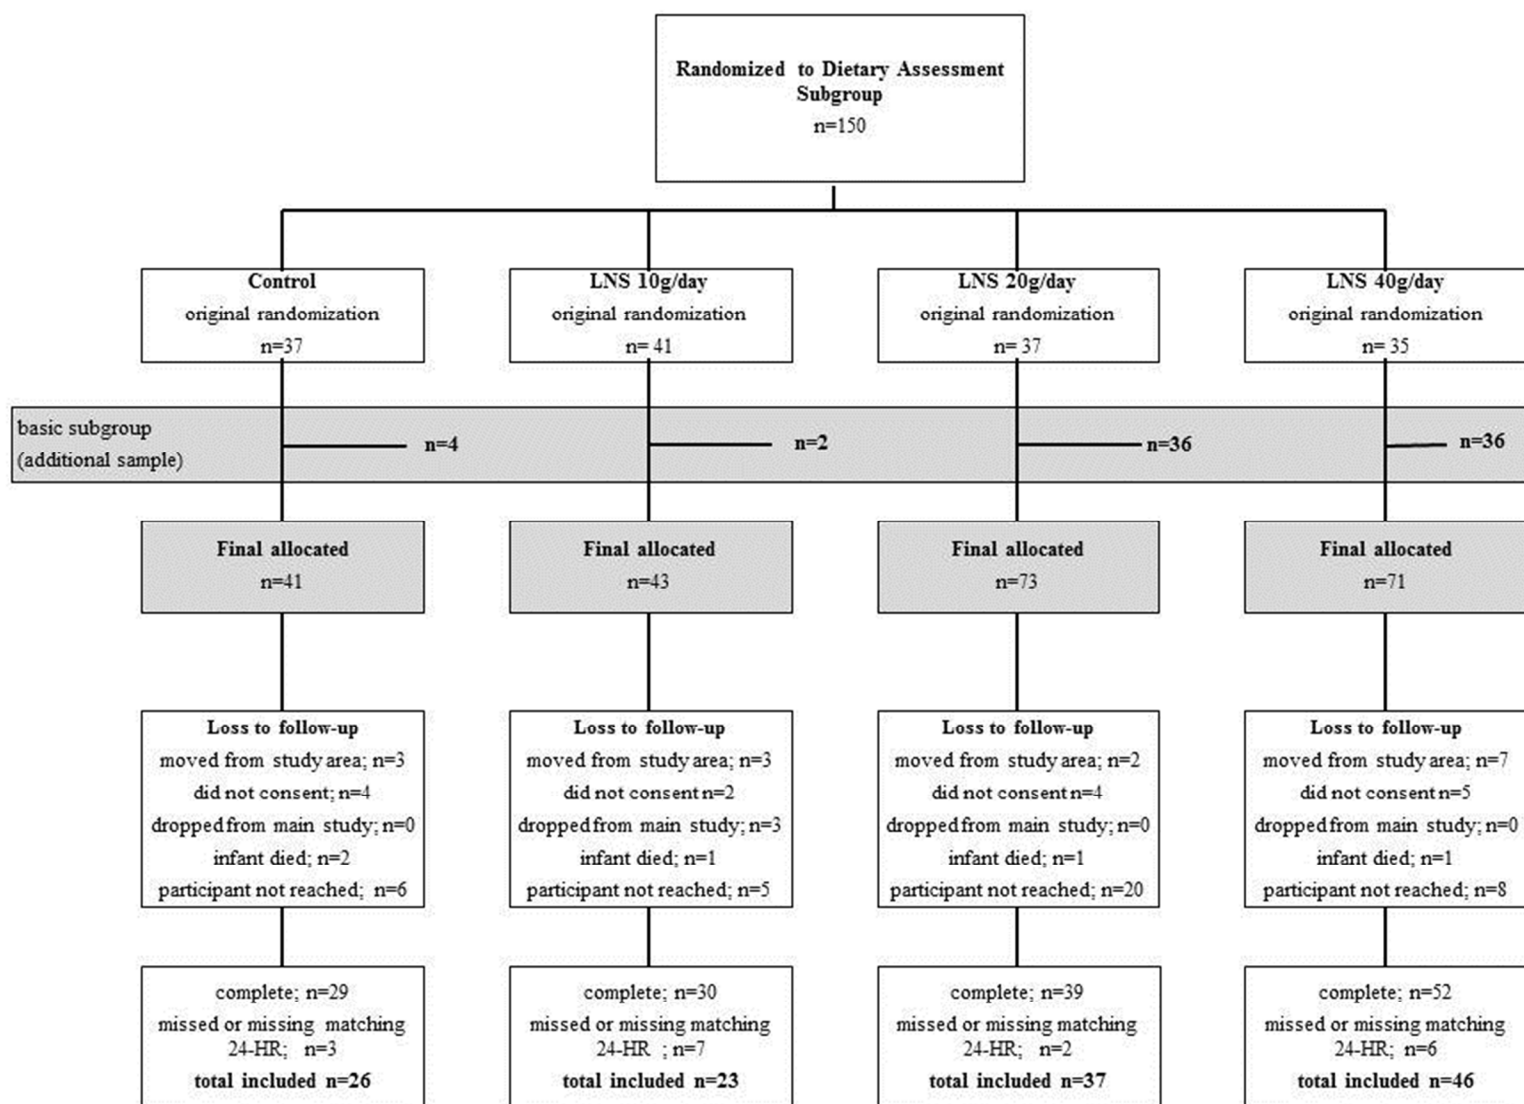 Randomized to Dietary Assessment
Subgroup
n=150
Control
original randomization
n=37
LNS 10g/day
original randomization
n= 41
LNS 20g/day
original randomization
n= 37
LNS 40g/day
original randomization
n= 35
basic subgroup
(additional sample)
n=4
n=2
n=36
n=36
Final allocated
n=41
Final allocated
n=43
Final allocated
n=73
Final allocated
n=71
Loss to follow-up
moved from study area; n=3
did not consent; n=4
dropped from main study; n=0
infant died; n=2
participant not reached; n=6
Loss to follow-up
moved from study area; n=3
did not consent n=2
dropped from main study; n=3
infant died; n=1
participant not reached; n=5
Loss to follow-up
moved from study area; n=2
did not consent n=4
dropped from main study; n=0
infant died; n=1
participant not reached; n=20
Loss to follow-up
moved from study area; n=7
did not consent n=5
dropped from main study; n=0
infant died; n=1
participant not reached; n=8
complete; n=29
missed or missing matching
24-HR; n=3
total included n=26
complete; n=30
missed or missing matching
24-HR ; n=7
total included n=23
complete; n=39
missed or missing matching
24-HR; n=2
total included n=37
complete; n=52
missed or missing matching
24-HR; n=6
total included n=46